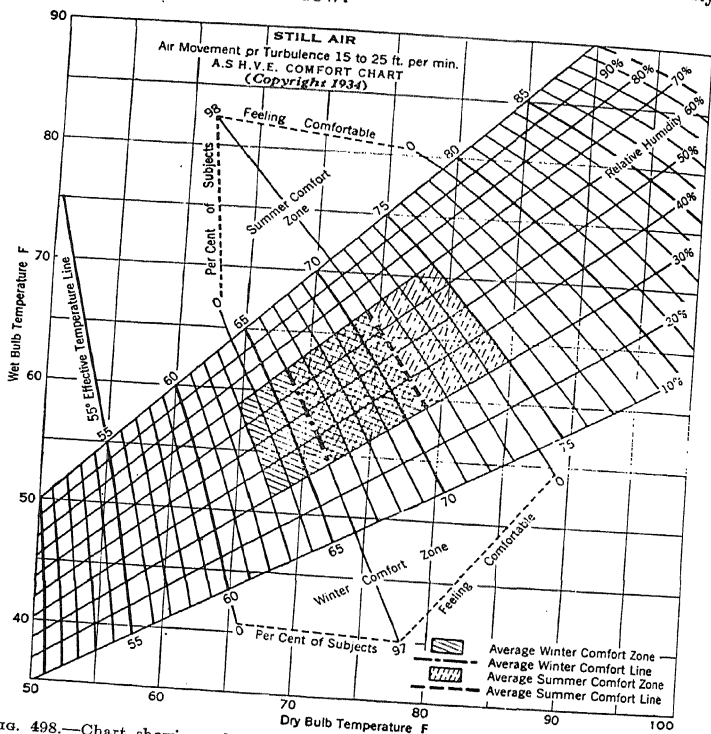 STILL AIR
Air Movement or Turbulence 15 to 25 ft. per min.
A.S.H.V.E. COMFORT CHART
(Copyright 1934)
90
80
70
60
50
40
Wet Bulb Temperature F
55° Effective Temperature Line
98
Feeling Comfortable
0
Per Cent of Subjects
0
Summer Comfort
Zone
55
60
65
70
75
80
85
90%
80%
70%
60%
50%
40%
30%
20%
10%
Relative Humidity
55
60
65
70
75
0
Per Cent of Subjects
97
Feeling Comfortable
0
Winter Comfort Zone
Average Winter Comfort Zone
Average Winter Comfort Line
Average Summer Comfort Zone
Average Summer Comfort Line
50
60
70
80
90
100
Dry Bulb Temperature F
498.—Chart